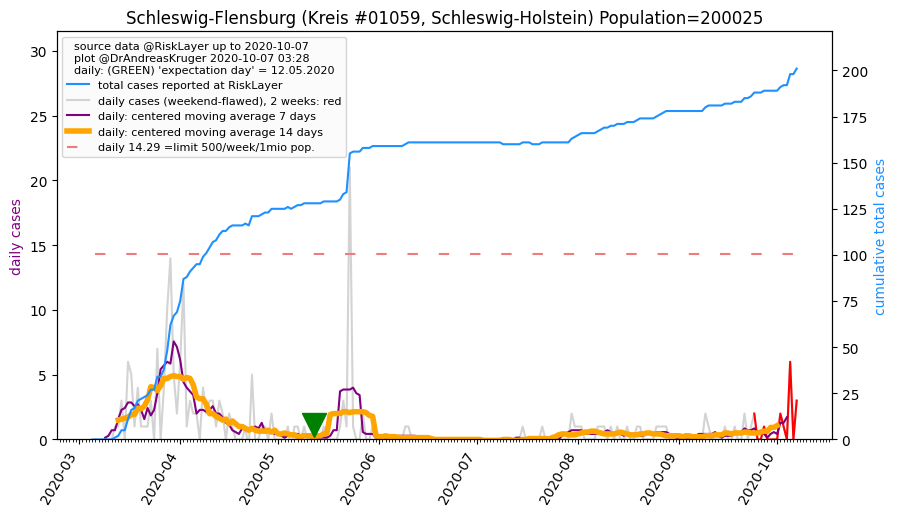 Schleswig-Flensburg (Kreis #01059, Schleswig-Holstein) Population=200025
source data @RiskLayer up to 2020-10-07
plot @DrAndreasKruger 2020-10-07 03:28
daily: (GREEN) 'expectation day' = 12.05.2020
total cases reported at RiskLayer
daily cases (weekend-flawed), 2 weeks: red
daily: centered moving average 7 days
daily: centered moving average 14 days
daily 14.29 =limit 500/week/1mio pop.
daily cases
30
25
20
15
10
5
0
cumulative total cases
200
175
150
125
100
75
50
25
0
2020-03
2020-04
2020-05
2020-06
2020-07
2020-08
2020-09
2020-10